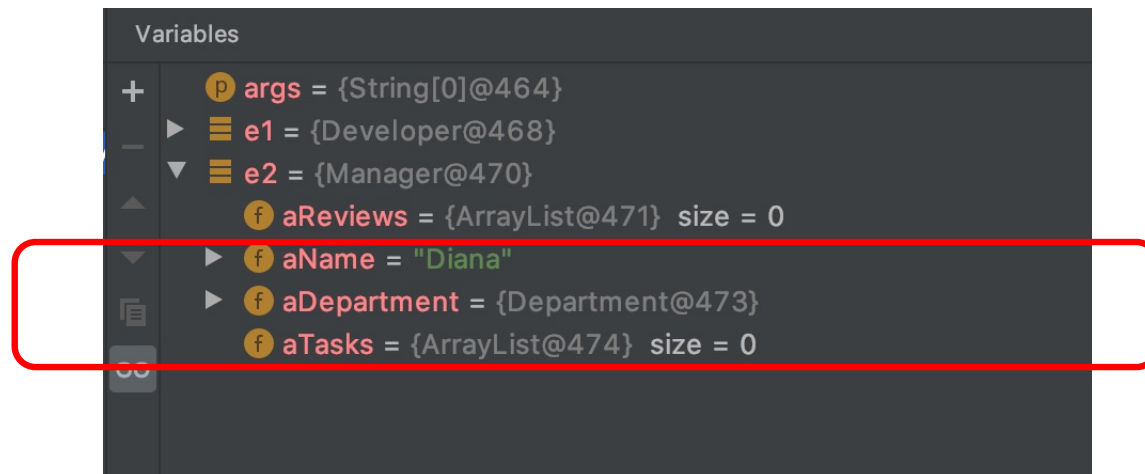 Variables
p args = {String[0]@464}
e1 = {Developer@468}
e2 = {Manager@470}
f aReviews = {ArrayList@471} size = 0
f aName = "Diana"
f aDepartment = {Department@473}
f aTasks = {ArrayList@474} size = 0